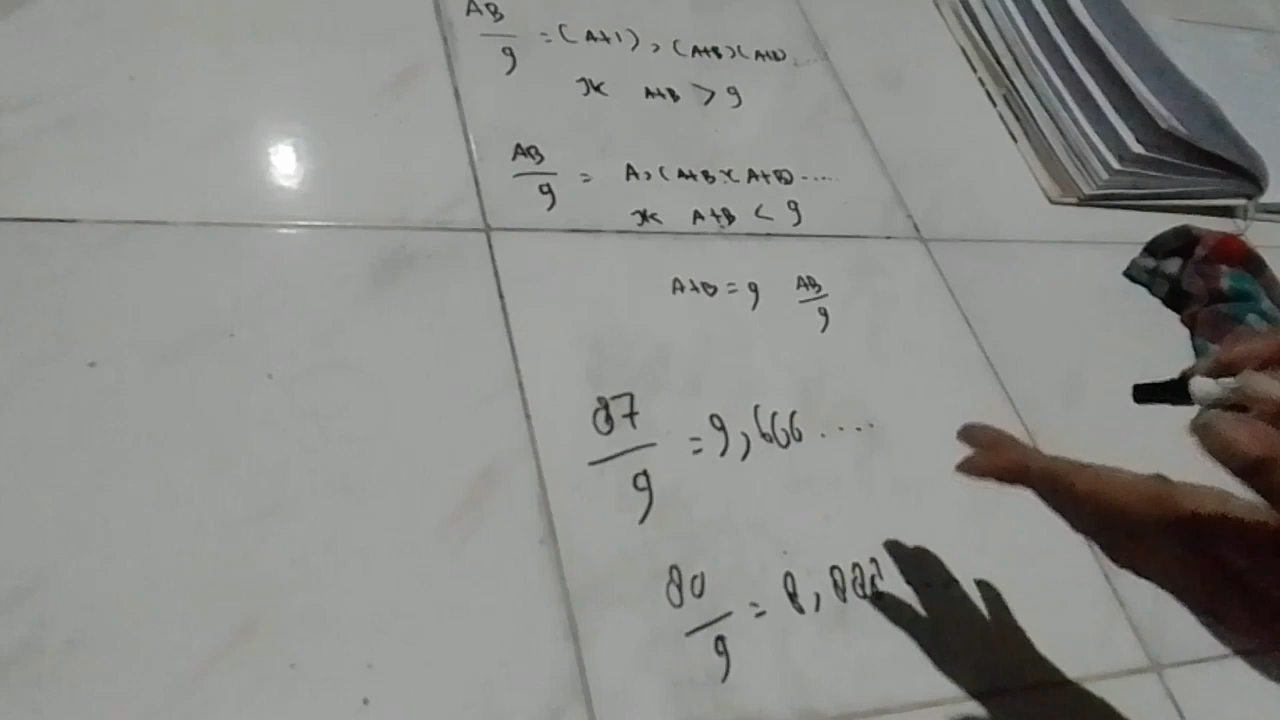 AB/9 = (A+1), (A+B)(A+B).....
JK A+B > 9
AB/9 = A,(A+B)(A+B).....
JK A+B < 9
A+B = 9 AB/9
87/9 = 9,666....
80/9 = 8,888